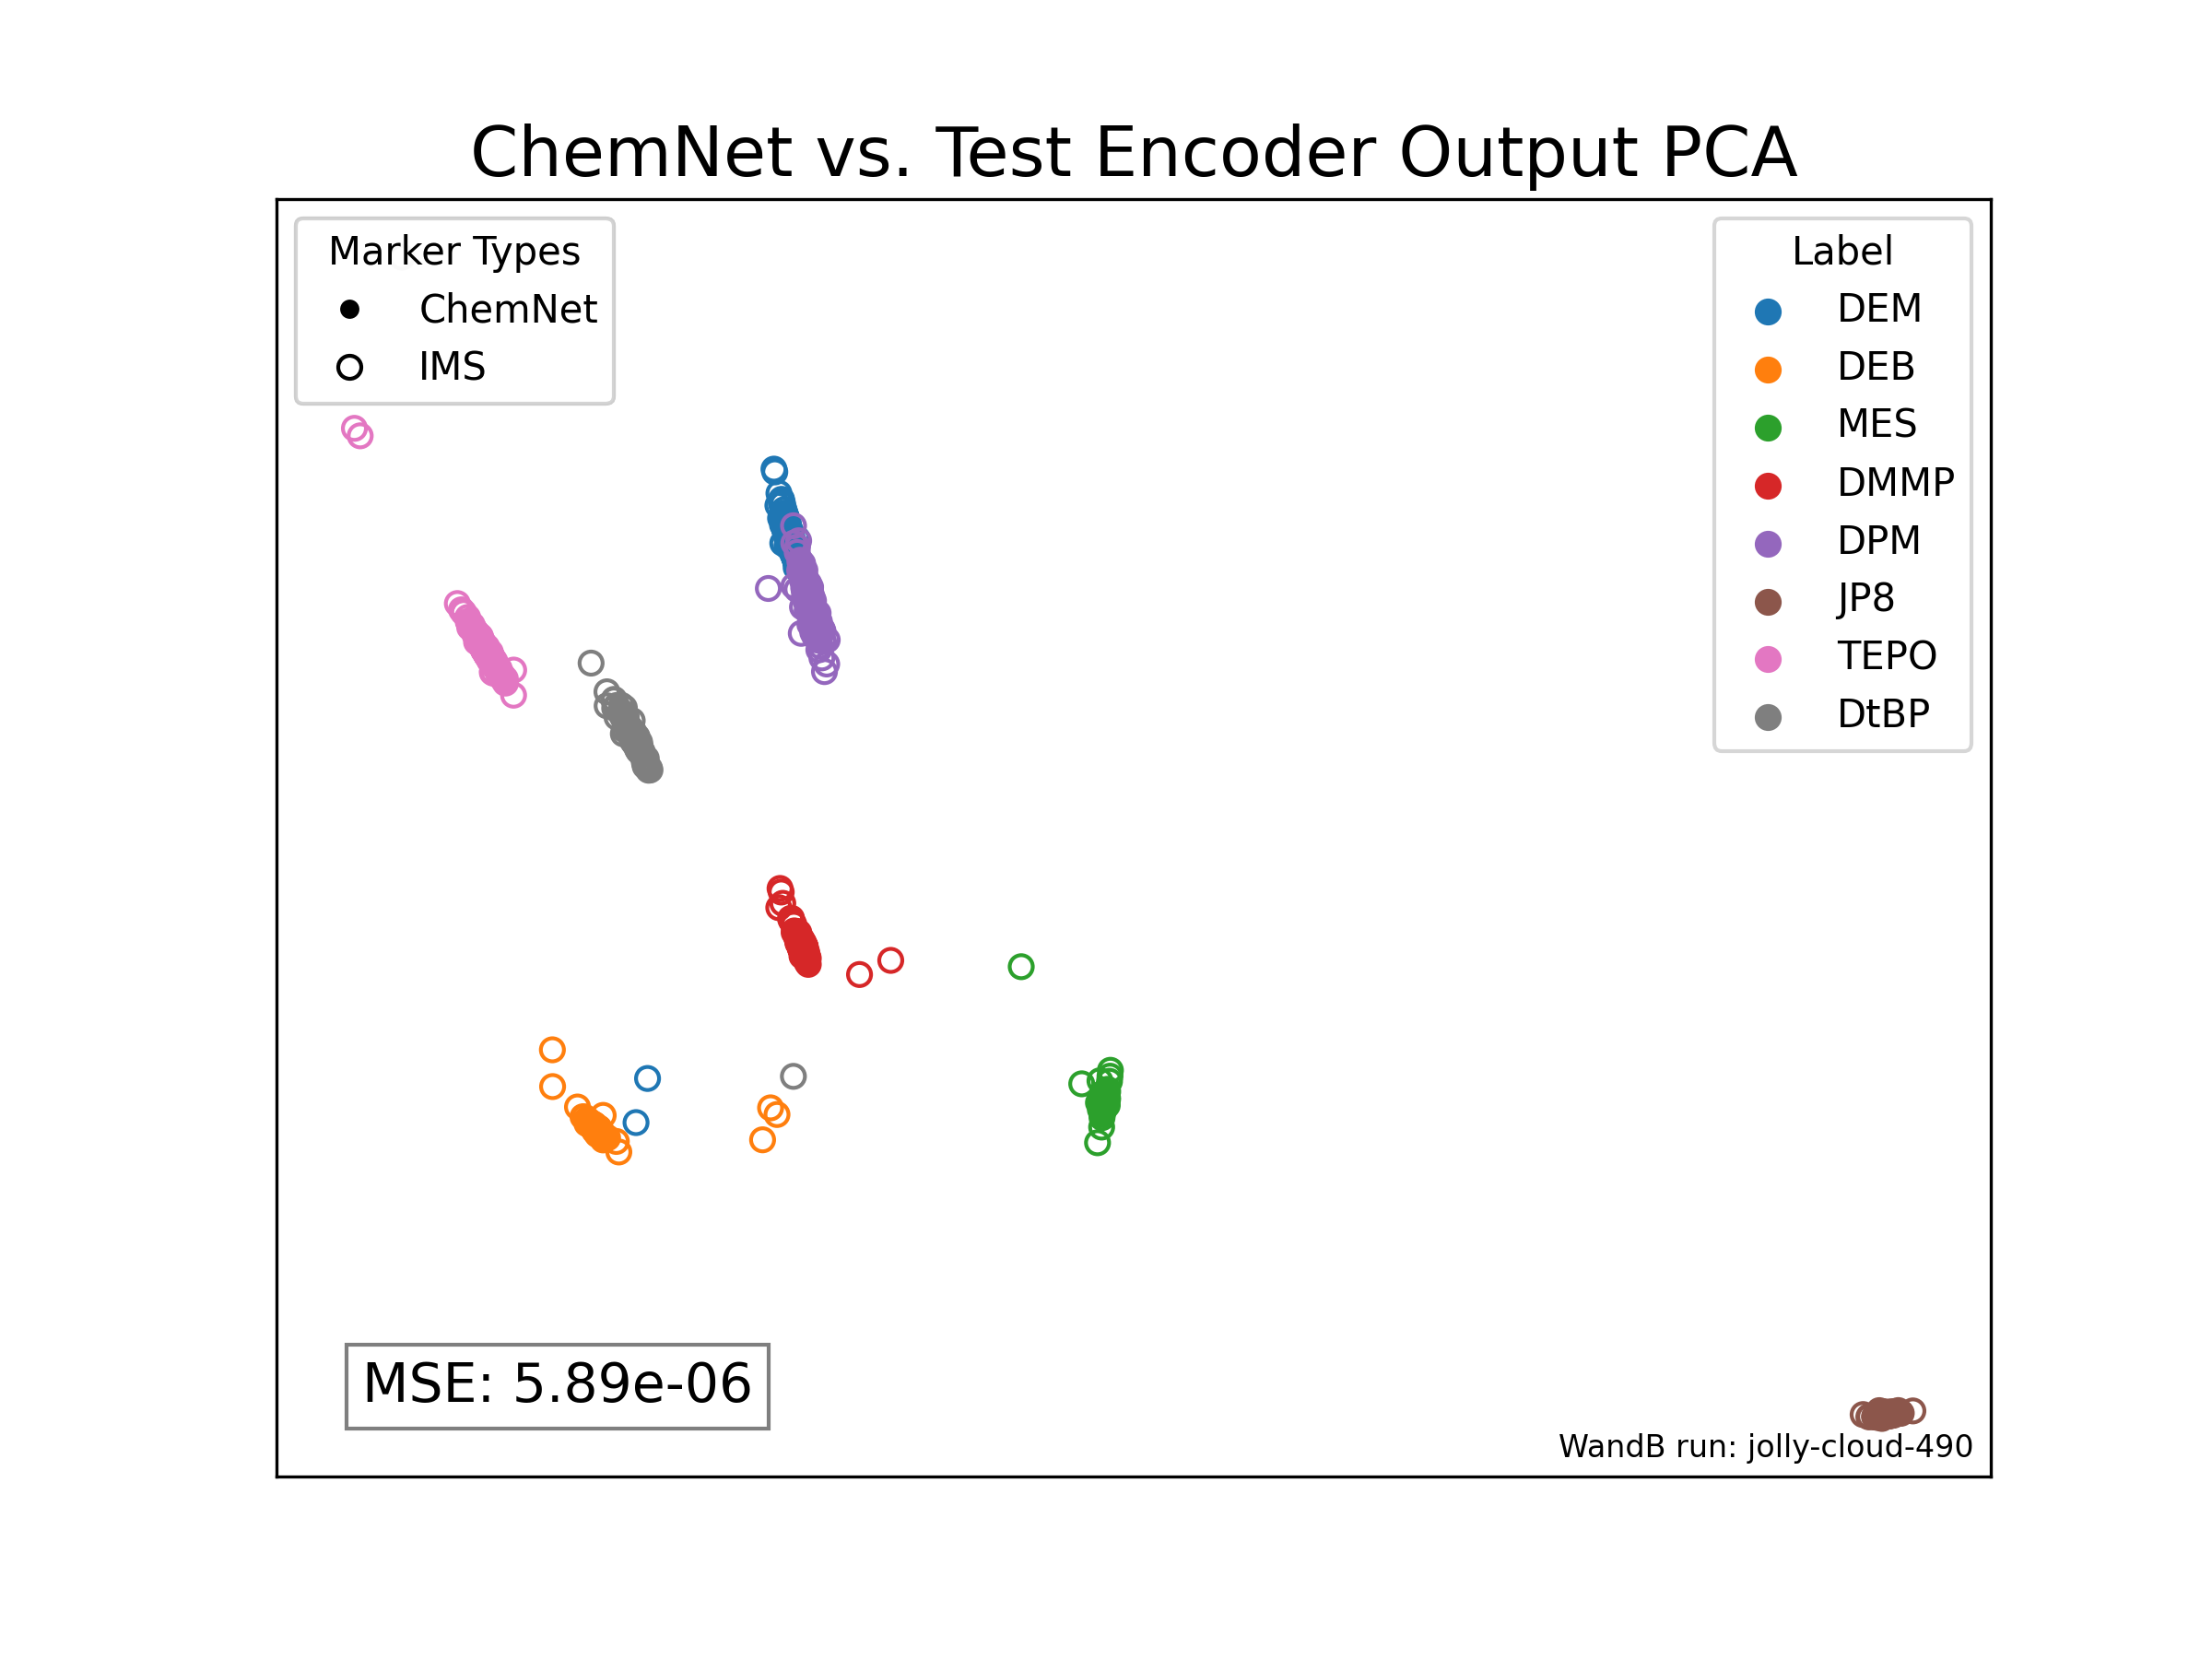 ChemNet vs. Test Encoder Output PCA
Marker Types
ChemNet
IMS
Label
DEM
DEB
MES
DMMP
DPM
JP8
TEPO
DtBP
MSE: 5.89e-06
WandB run: jolly-cloud-490